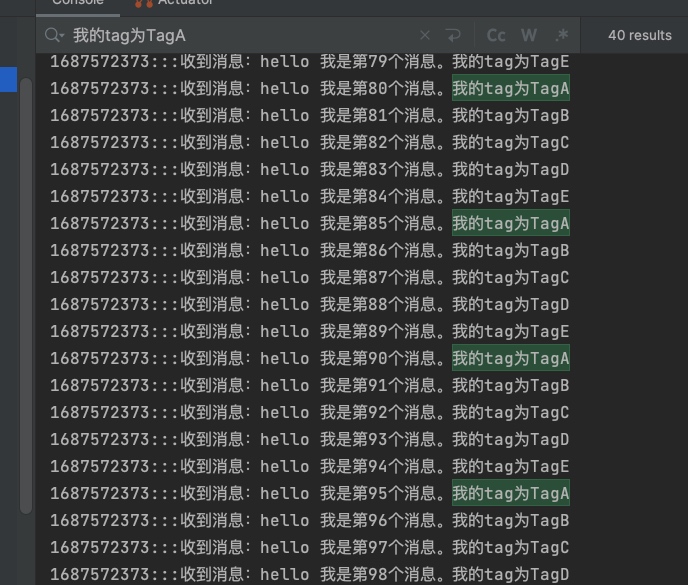 Console Actuator
我的tag为TagA Cc W .* 40 results
1687572373:::收到消息：hello 我是第79个消息。我的tag为TagE
1687572373:::收到消息：hello 我是第80个消息。我的tag为TagA
1687572373:::收到消息：hello 我是第81个消息。我的tag为TagB
1687572373:::收到消息：hello 我是第82个消息。我的tag为TagC
1687572373:::收到消息：hello 我是第83个消息。我的tag为TagD
1687572373:::收到消息：hello 我是第84个消息。我的tag为TagE
1687572373:::收到消息：hello 我是第85个消息。我的tag为TagA
1687572373:::收到消息：hello 我是第86个消息。我的tag为TagB
1687572373:::收到消息：hello 我是第87个消息。我的tag为TagC
1687572373:::收到消息：hello 我是第88个消息。我的tag为TagD
1687572373:::收到消息：hello 我是第89个消息。我的tag为TagE
1687572373:::收到消息：hello 我是第90个消息。我的tag为TagA
1687572373:::收到消息：hello 我是第91个消息。我的tag为TagB
1687572373:::收到消息：hello 我是第92个消息。我的tag为TagC
1687572373:::收到消息：hello 我是第93个消息。我的tag为TagD
1687572373:::收到消息：hello 我是第94个消息。我的tag为TagE
1687572373:::收到消息：hello 我是第95个消息。我的tag为TagA
1687572373:::收到消息：hello 我是第96个消息。我的tag为TagB
1687572373:::收到消息：hello 我是第97个消息。我的tag为TagC
1687572373:::收到消息：hello 我是第98个消息。我的tag为TagD